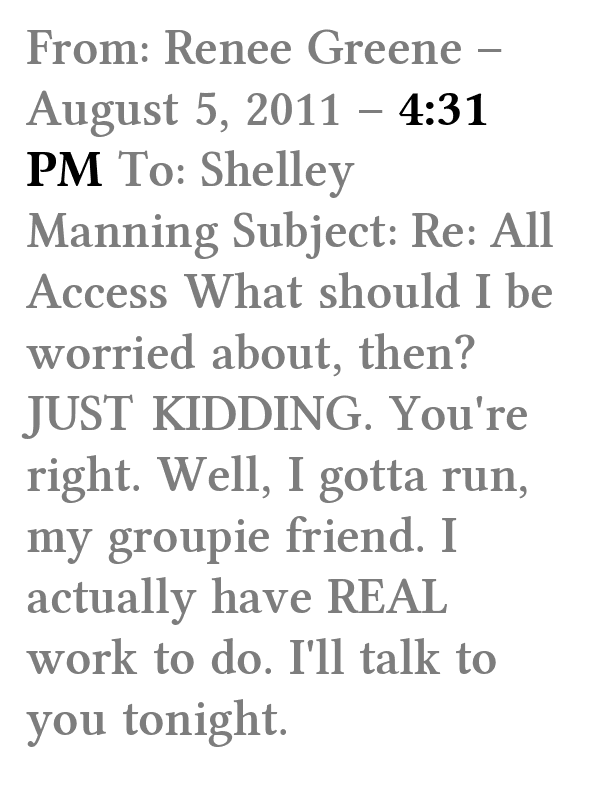 From: Renee Greene –
August 5, 2011 – 4:31
PM To: Shelley
Manning Subject: Re: All
Access What should I be
worried about, then?
JUST KIDDING. You're
right. Well, I gotta run,
my groupie friend. I
actually have REAL
work to do. I'll talk to
you tonight.